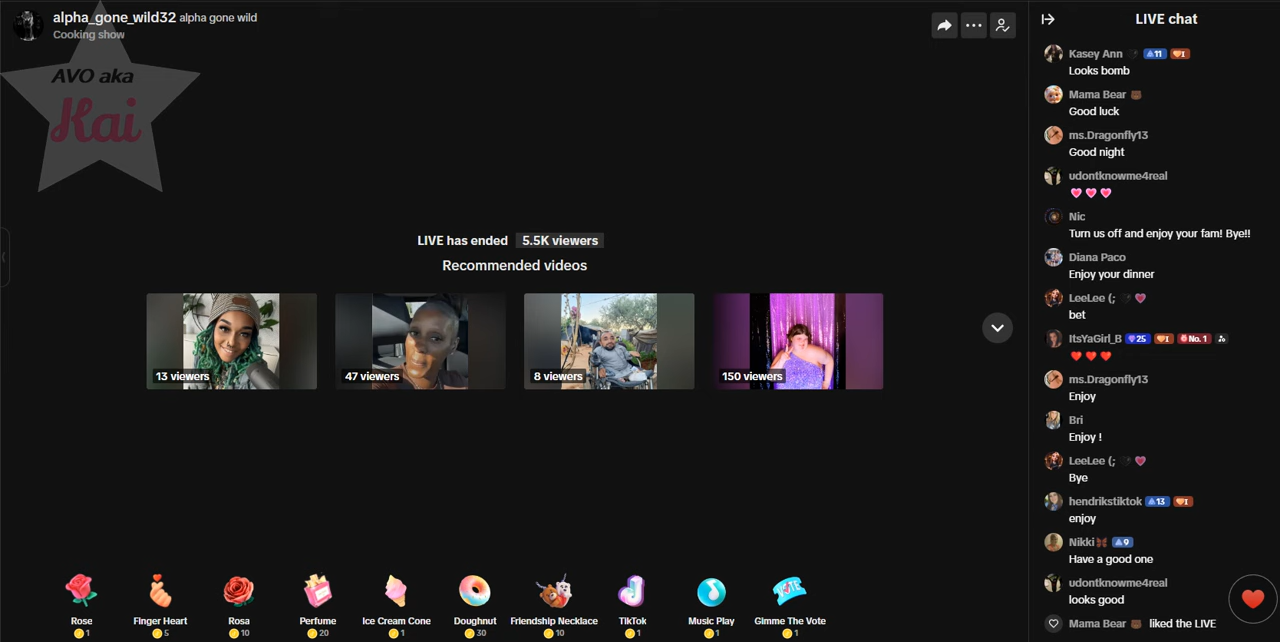 alpha_gone_wild32 alpha gone wild
Cooking show
AVO aka
Kai
LIVE has ended 5.5K viewers
Recommended videos
13 viewers
47 viewers
8 viewers
150 viewers
Rose
1
Finger Heart
5
Rosa
10
Perfume
20
Ice Cream Cone
1
Doughnut
30
Friendship Necklace
10
TikTok
1
Music Play
1
VOTE
Gimme The Vote
1
LIVE chat
Kasey Ann 11 I
Looks bomb
Mama Bear
Good luck
ms.Dragonfly13
Good night
udontknowme4real
Nic
Turn us off and enjoy your fam! Bye!!
Diana Paco
Enjoy your dinner
LeeLee (;
bet
ItsYaGirl_B 25 I No. 1
ms.Dragonfly13
Enjoy
Bri
Enjoy !
LeeLee (;
Bye
hendrikstiktok 13 I
enjoy
Nikki 9
Have a good one
udontknowme4real
looks good
Mama Bear liked the LIVE